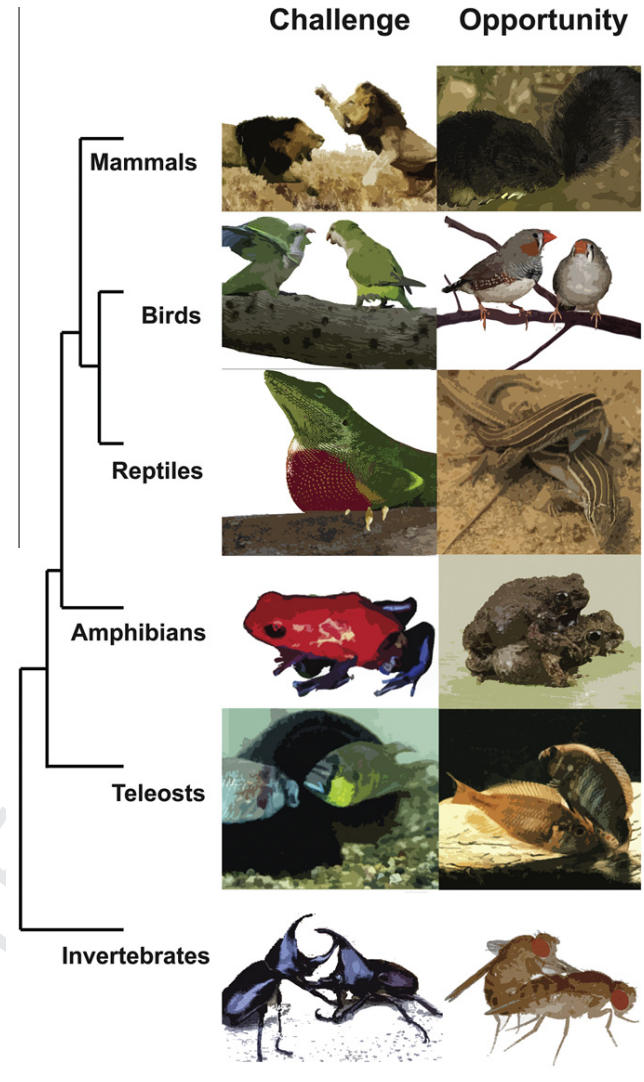 Challenge Opportunity
Mammals
Birds
Reptiles
Amphibians
Teleosts
Invertebrates